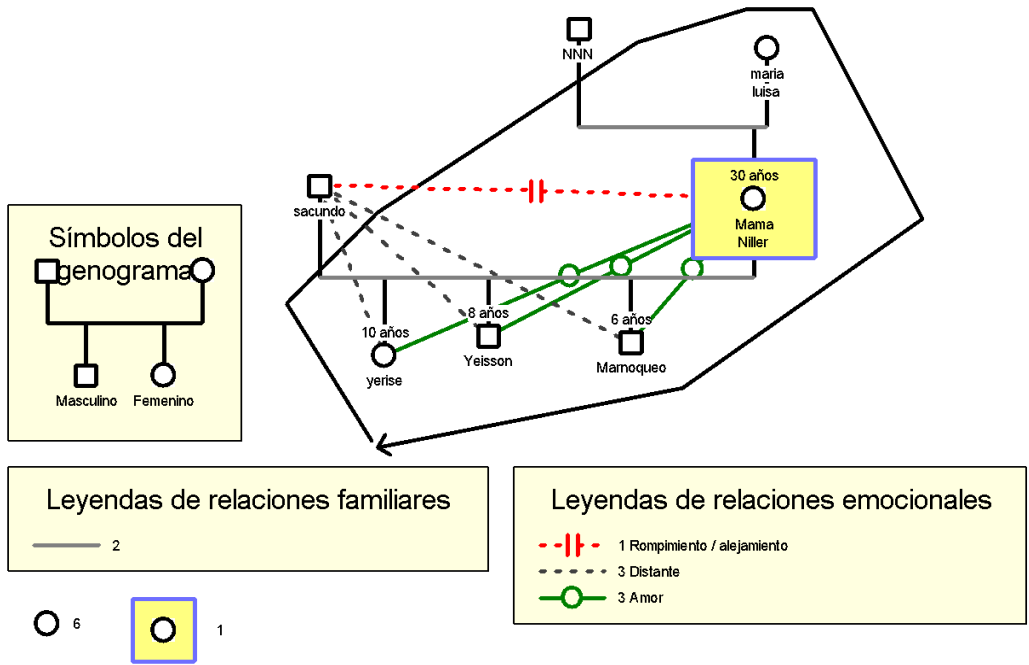 NNN
maria
luisa
30 años
Mama
Niller
sacundo
8 años
6 años
10 años
Yeisson
Marnoqueo
yerise
Símbolos del
genograma
Masculino
Femenino
Leyendas de relaciones familiares
2
Leyendas de relaciones emocionales
1 Rompimiento / alejamiento
3 Distante
3 Amor
6
1